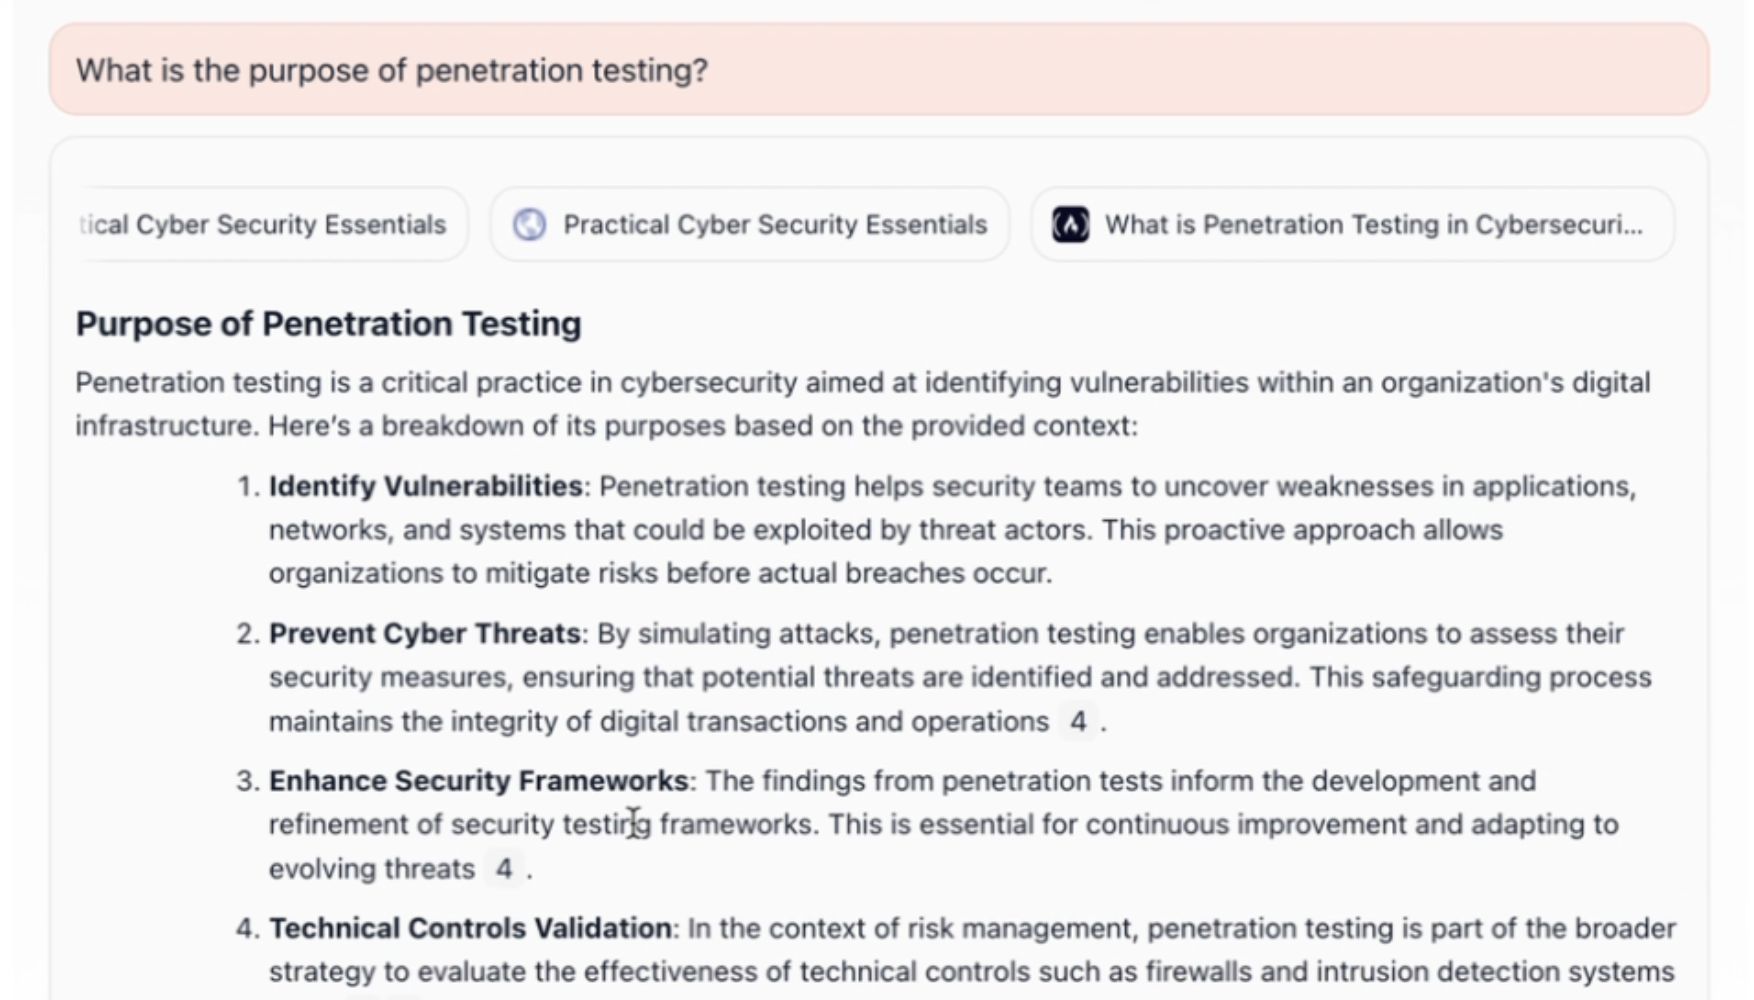 What is the purpose of penetration testing?
tical Cyber Security Essentials
Practical Cyber Security Essentials
What is Penetration Testing in Cybersecuri...
Purpose of Penetration Testing
Penetration testing is a critical practice in cybersecurity aimed at identifying vulnerabilities within an organization's digital
infrastructure. Here’s a breakdown of its purposes based on the provided context:
1. Identify Vulnerabilities: Penetration testing helps security teams to uncover weaknesses in applications,
networks, and systems that could be exploited by threat actors. This proactive approach allows
organizations to mitigate risks before actual breaches occur.
2. Prevent Cyber Threats: By simulating attacks, penetration testing enables organizations to assess their
security measures, ensuring that potential threats are identified and addressed. This safeguarding process
maintains the integrity of digital transactions and operations 4 .
3. Enhance Security Frameworks: The findings from penetration tests inform the development and
refinement of security testing frameworks. This is essential for continuous improvement and adapting to
evolving threats 4 .
4. Technical Controls Validation: In the context of risk management, penetration testing is part of the broader
strategy to evaluate the effectiveness of technical controls such as firewalls and intrusion detection systems